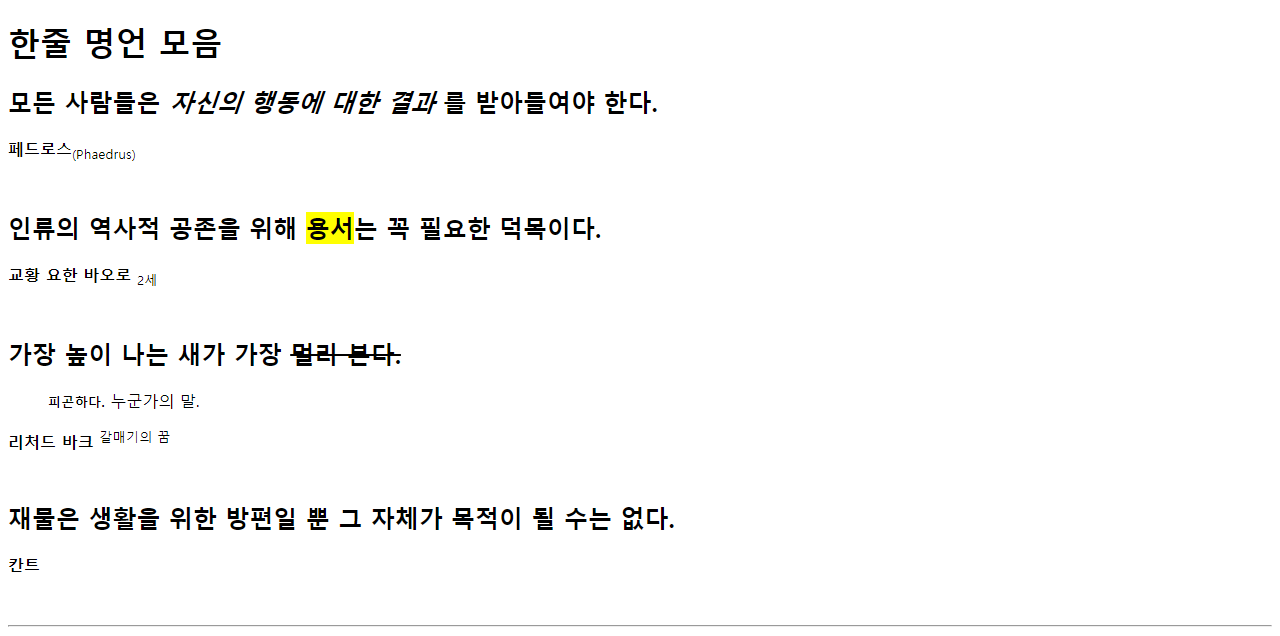 한줄 명언 모음
모든 사람들은 자신의 행동에 대한 결과 를 받아들여야 한다.
페드로스(Phaedrus)
인류의 역사적 공존을 위해 용서는 꼭 필요한 덕목이다.
교황 요한 바오로 2세
가장 높이 나는 새가 가장 멀리 본다.
피곤하다. 누군가의 말.
리처드 바크 갈매기의 꿈
재물은 생활을 위한 방편일 뿐 그 자체가 목적이 될 수는 없다.
칸트